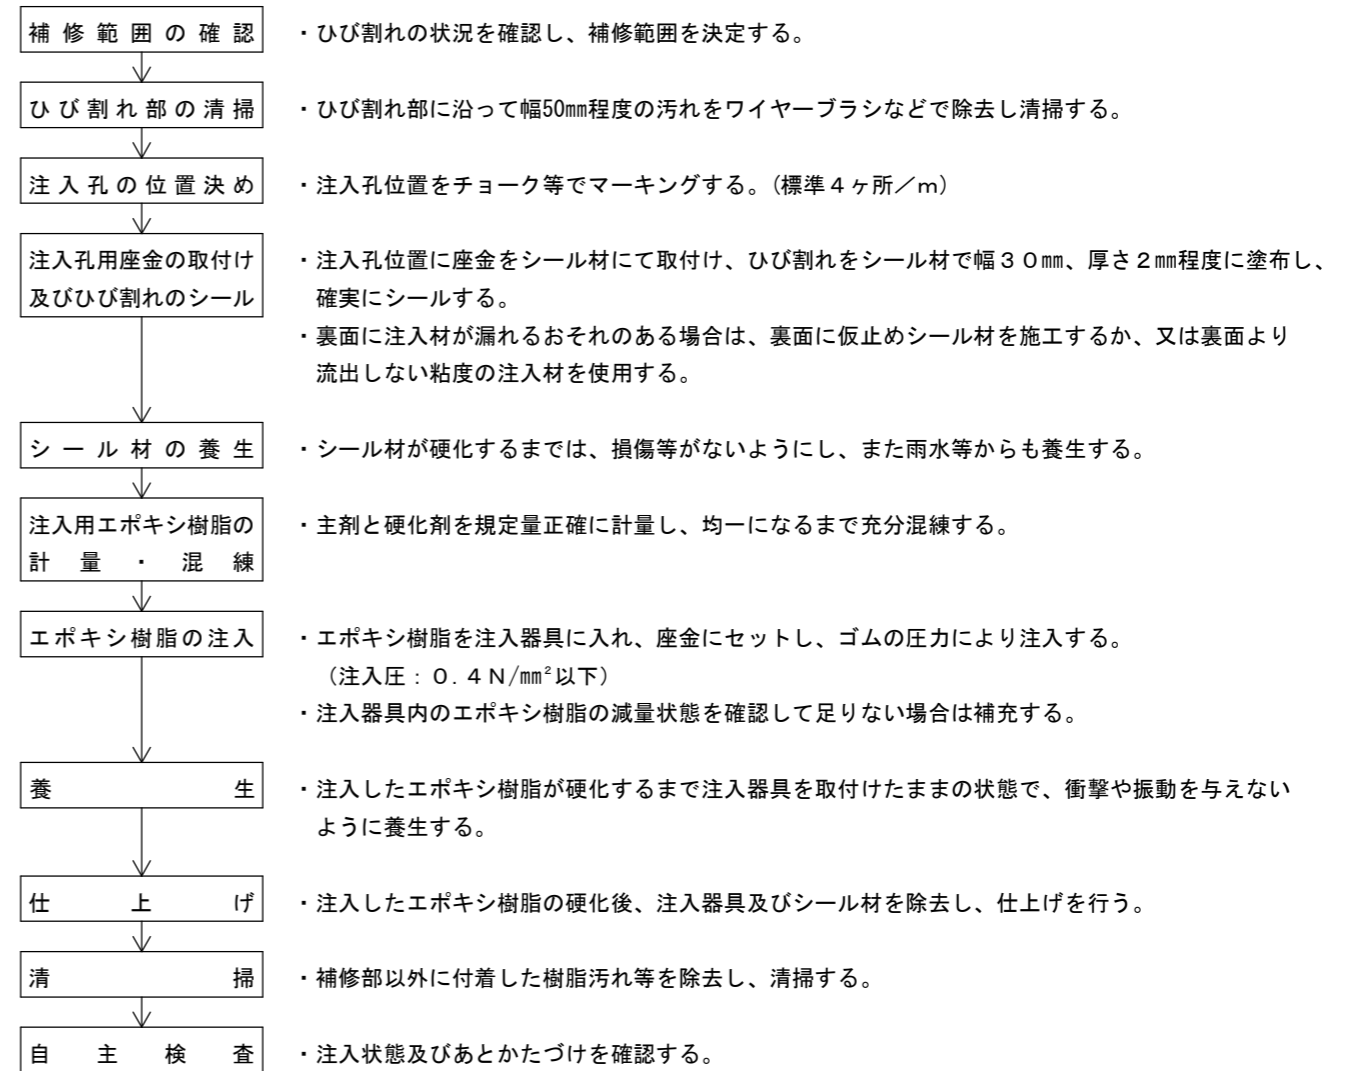 補修範囲の確認
・ひび割れの状況を確認し、補修範囲を決定する。
ひび割れ部の清掃
・ひび割れ部に沿って幅50㎜程度の汚れをワイヤーブラシなどで除去し清掃する。
注入孔の位置決め
・注入孔位置をチョーク等でマーキングする。(標準４ヶ所／ｍ)
注入孔用座金の取付け
及びひび割れのシール
・注入孔位置に座金をシール材にて取付け、ひび割れをシール材で幅３０㎜、厚さ２㎜程度に塗布し、
確実にシールする。
・裏面に注入材が漏れるおそれのある場合は、裏面に仮止めシール材を施工するか、又は裏面より
流出しない粘度の注入材を使用する。
シール材の養生
・シール材が硬化するまでは、損傷等がないようにし、また雨水等からも養生する。
注入用エポキシ樹脂の
計量・混練
・主剤と硬化剤を規定量正確に計量し、均一になるまで充分混練する。
エポキシ樹脂の注入
・エポキシ樹脂を注入器具に入れ、座金にセットし、ゴムの圧力により注入する。
（注入圧：０．４Ｎ/㎜²以下）
・注入器具内のエポキシ樹脂の減量状態を確認して足りない場合は補充する。
養生
・注入したエポキシ樹脂が硬化するまで注入器具を取付けたままの状態で、衝撃や振動を与えない
ように養生する。
仕上げ
・注入したエポキシ樹脂の硬化後、注入器具及びシール材を除去し、仕上げを行う。
清掃
・補修部以外に付着した樹脂汚れ等を除去し、清掃する。
自主検査
・注入状態及びあとかたづけを確認する。